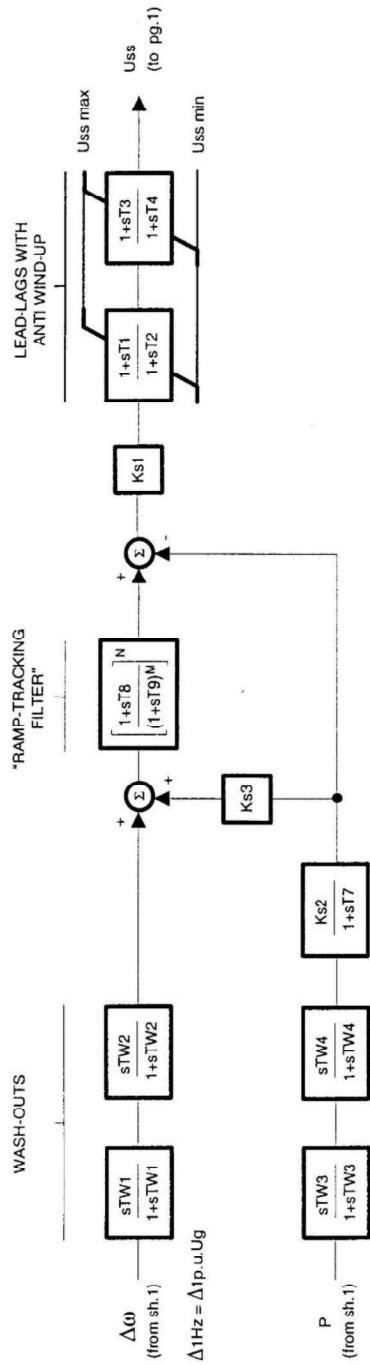 WASH-OUTS
"RAMP-TRACKING
FILTER"
LEAD-LAGS WITH
ANTI WIND-UP
Uss max
Δω
(from sh.1)
sTW1
1+sTW1
sTW2
1+sTW2
+
Σ
+
1+sT8
(1+sT9)^M
N
+
Σ
-
Ks1
1+sT1
1+sT2
1+sT3
1+sT4
Uss
(to pg.1)
Δ1Hz = Δ1p.u.Ug
Ks3
Uss min
P
(from sh.1)
sTW3
1+sTW3
sTW4
1+sTW4
Ks2
1+sT7